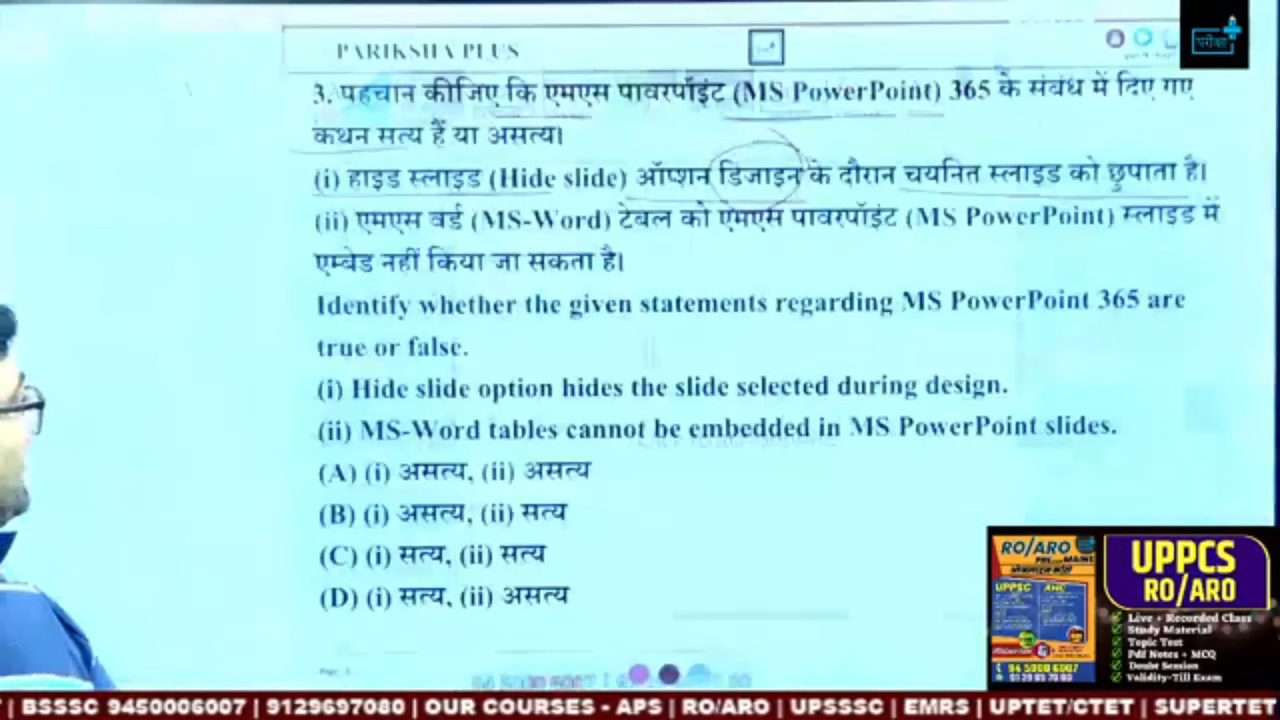 PARIKSHA PLUS
परीक्षा
3. पहचान कीजिए कि एमएस पावरपॉइंट (MS PowerPoint) 365 के संबंध में दिए गए
कथन सत्य हैं या असत्य।
(i) हाइड स्लाइड (Hide slide) ऑप्शन डिजाइन के दौरान चयनित स्लाइड को छुपाता है।
(ii) एमएस वर्ड (MS-Word) टेबल को एमएस पावरपॉइंट (MS PowerPoint) स्लाइड में
एम्बेड नहीं किया जा सकता है।
Identify whether the given statements regarding MS PowerPoint 365 are
true or false.
(i) Hide slide option hides the slide selected during design.
(ii) MS-Word tables cannot be embedded in MS PowerPoint slides.
(A) (i) असत्य, (ii) असत्य
(B) (i) असत्य, (ii) सत्य
(C) (i) सत्य, (ii) सत्य
(D) (i) सत्य, (ii) असत्य
RO/ARO
UPPSC
UPPCS
RO/ARO
Live + Recorded Class
Study Material
Topic Test
Pdf Notes + MCQ
Doubt Session
Validity-Till Exam
| BSSSC 9450006007 | 9129697080 | OUR COURSES - APS | RO/ARO | UPSSSC | EMRS | UPTET/CTET | SUPERTET